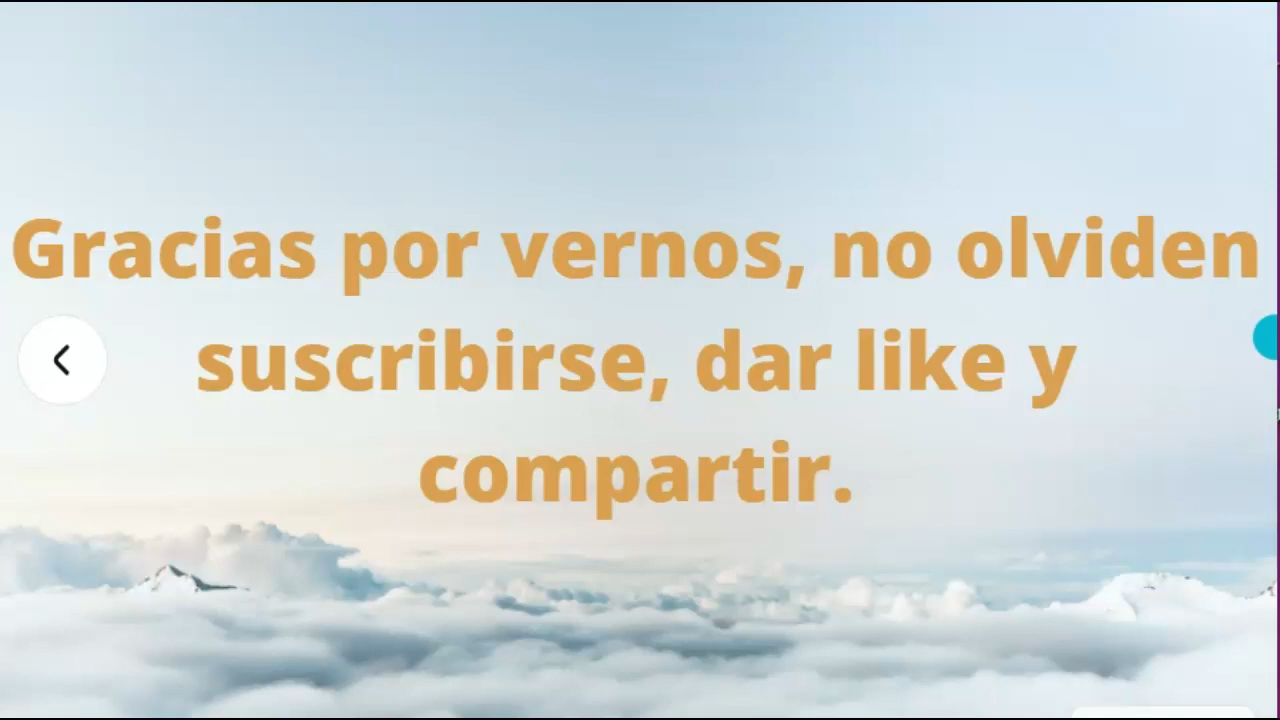 Gracias por vernos, no olviden
suscribirse, dar like y
compartir.